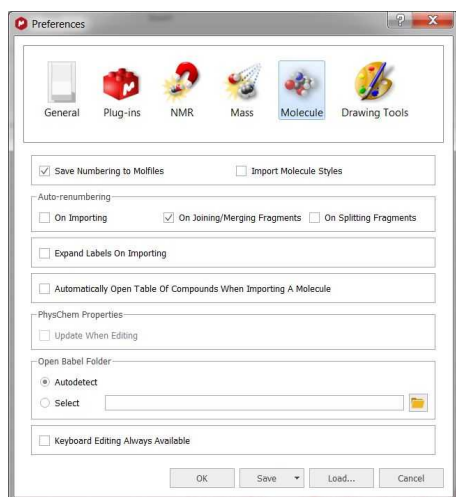 Preferences
General Plug-ins NMR Mass Molecule Drawing Tools
Save Numbering to Molfiles Import Molecule Styles
Auto-renumbering
On Importing On Joining/Merging Fragments On Splitting Fragments
Expand Labels On Importing
Automatically Open Table Of Compounds When Importing A Molecule
PhysChem Properties
Update When Editing
Open Babel Folder
Autodetect
Select
Keyboard Editing Always Available
OK Save Load... Cancel